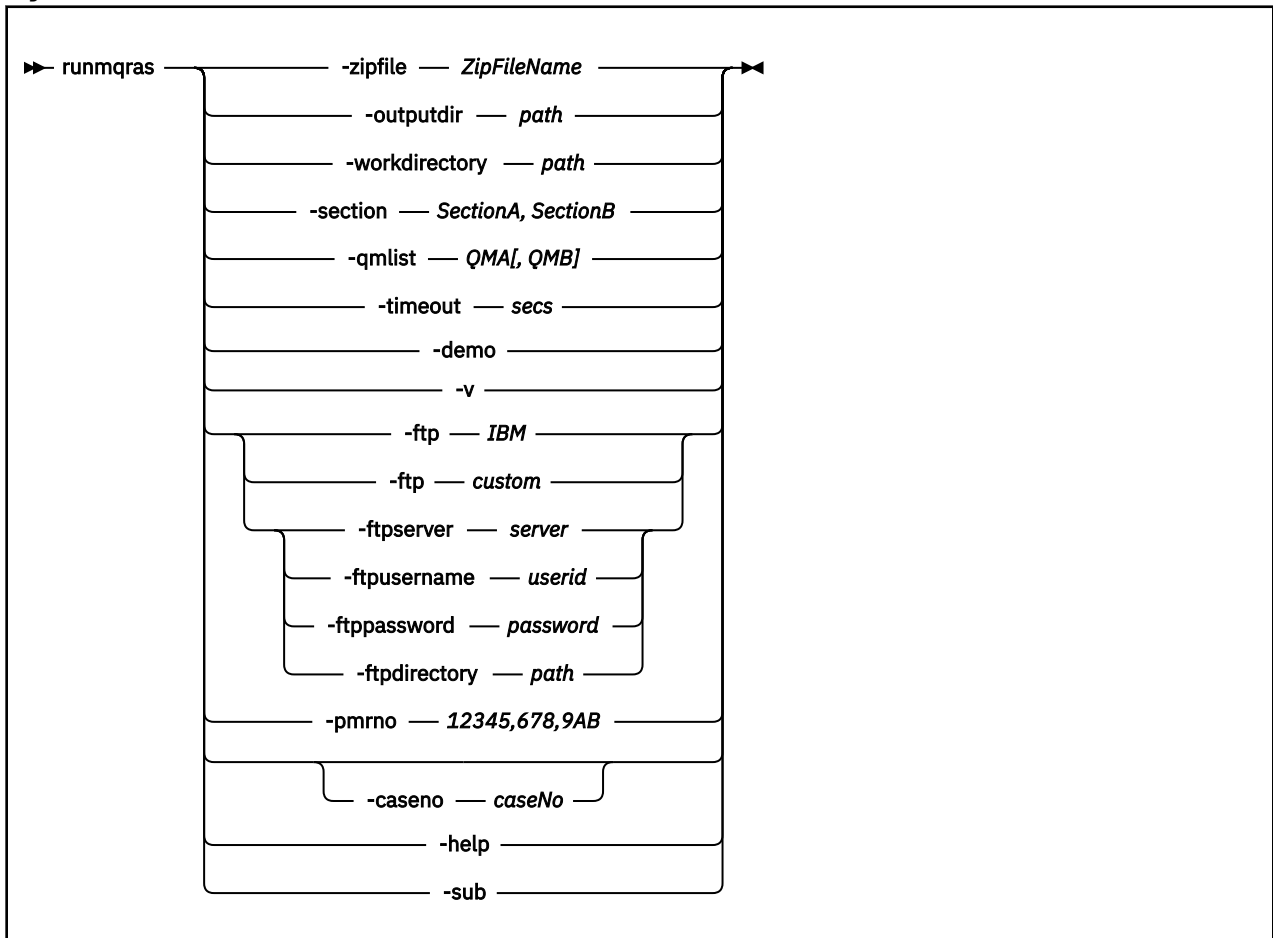 runmqras -zipfile ZipFileName
-outputdir path
-workdirectory path
-section SectionA, SectionB
-qmlist QMA[, QMB]
-timeout secs
-demo
-v
-ftp IBM
-ftp custom
-ftpserver server
-ftpusername userid
-ftppassword password
-ftpdirectory path
-pmrno 12345,678,9AB
-caseno caseNo
-help
-sub